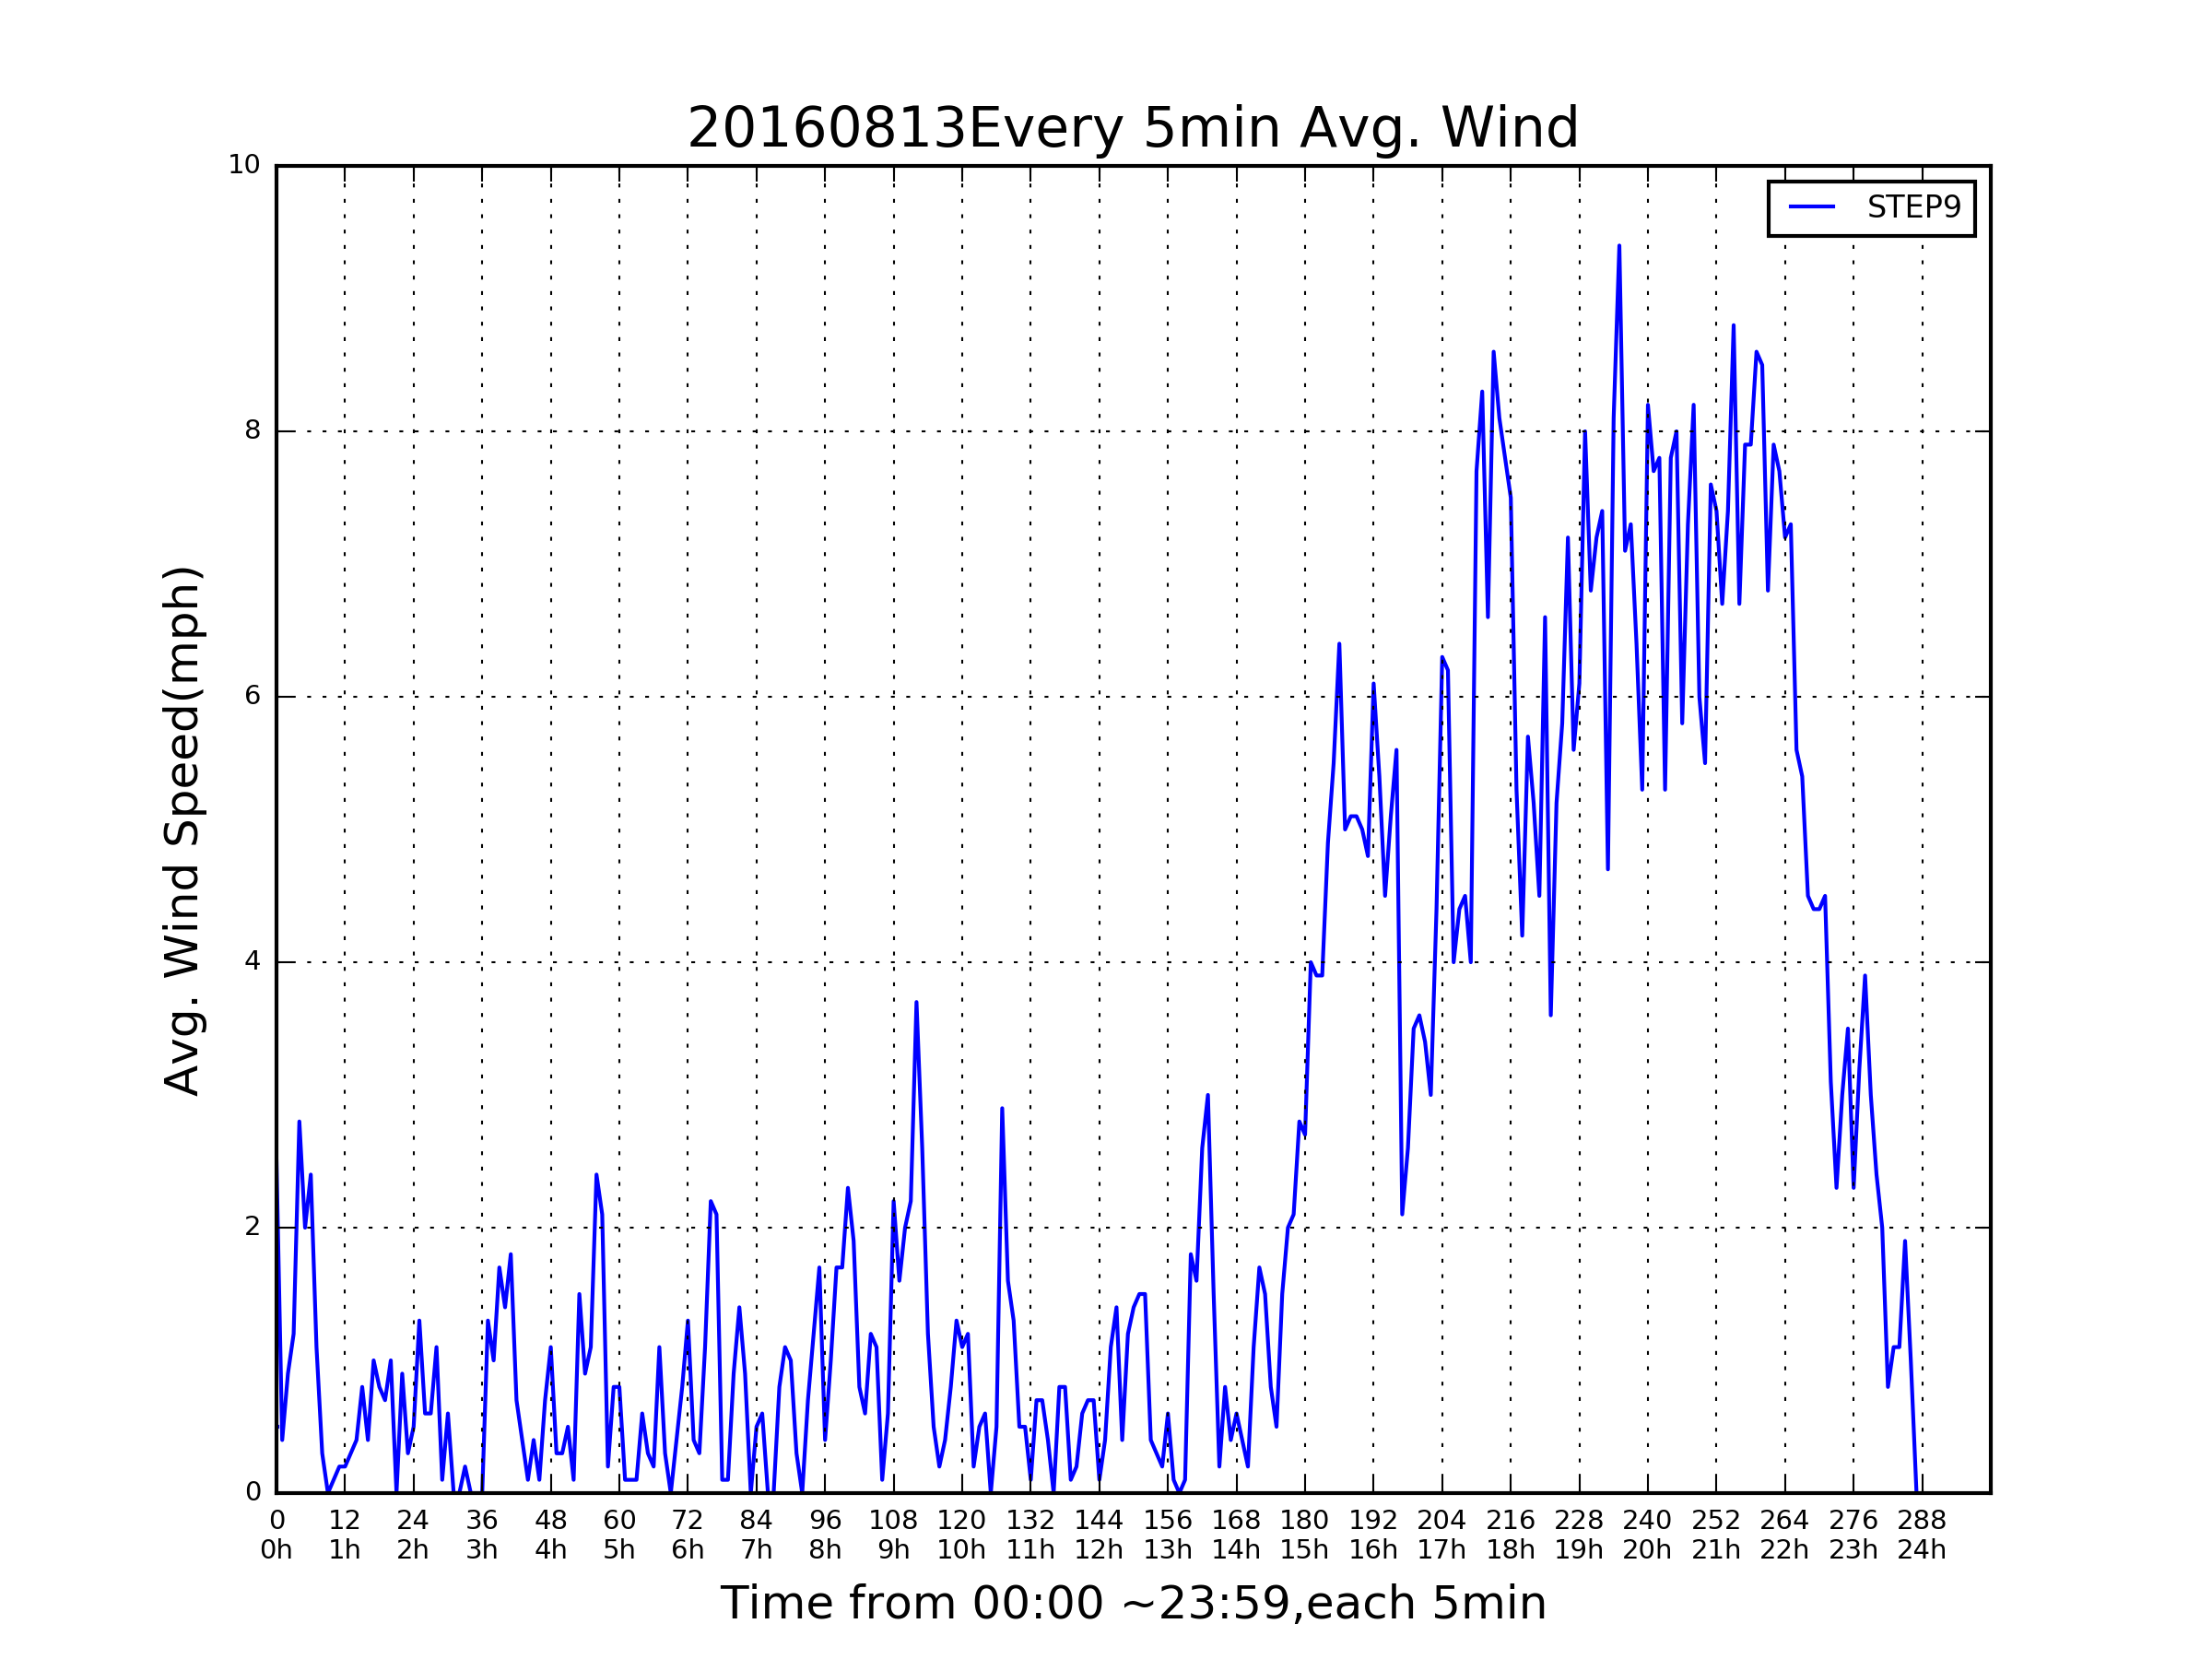 20160813Every 5min Avg. Wind
STEP9
Avg. Wind Speed(mph)
10
8
6
4
2
0
0 12 24 36 48 60 72 84 96 108 120 132 144 156 168 180 192 204 216 228 240 252 264 276 288
0h 1h 2h 3h 4h 5h 6h 7h 8h 9h 10h 11h 12h 13h 14h 15h 16h 17h 18h 19h 20h 21h 22h 23h 24h
Time from 00:00 ~23:59,each 5min